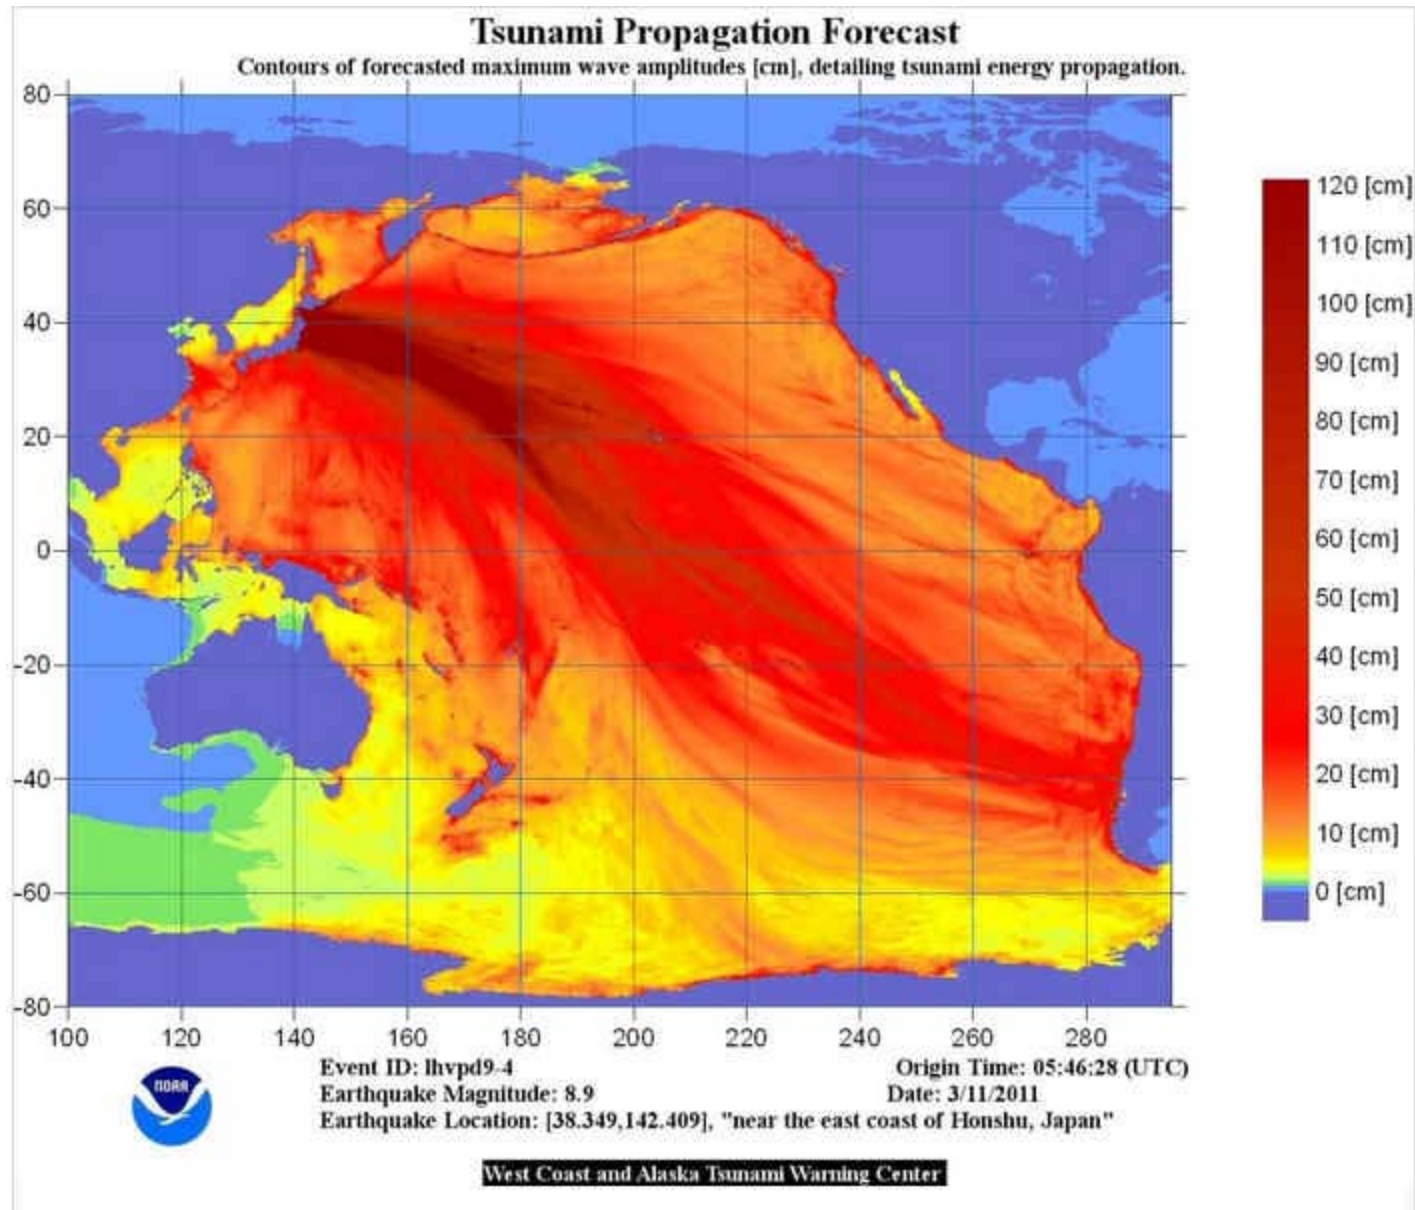 Tsunami Propagation Forecast
Contours of forecasted maximum wave amplitudes [cm], detailing tsunami energy propagation.
80
60
40
20
0
-20
-40
-60
-80
100 120 140 160 180 200 220 240 260 280
120 [cm]
110 [cm]
100 [cm]
90 [cm]
80 [cm]
70 [cm]
60 [cm]
50 [cm]
40 [cm]
30 [cm]
20 [cm]
10 [cm]
0 [cm]
NOAA
Event ID: lhvpd9-4
Origin Time: 05:46:28 (UTC)
Earthquake Magnitude: 8.9
Date: 3/11/2011
Earthquake Location: [38.349,142.409], "near the east coast of Honshu, Japan"
West Coast and Alaska Tsunami Warning Center